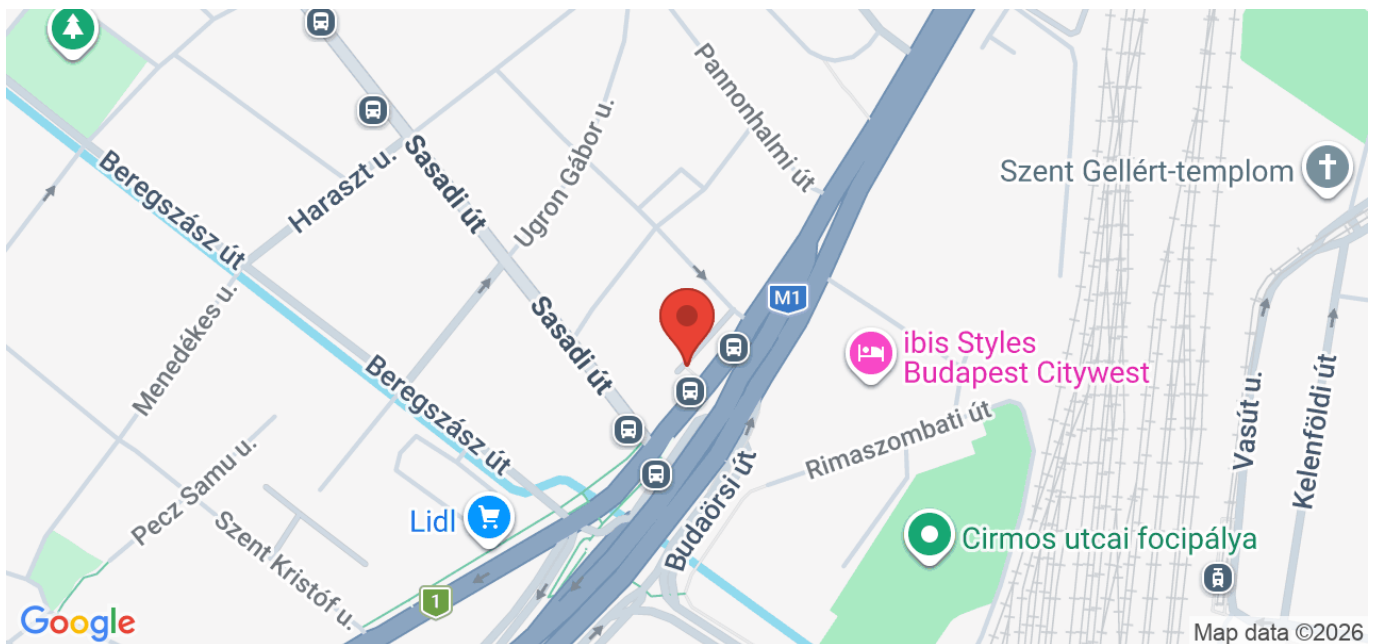 Pannonhalmi út
Ugron Gábor u.
Sasadi út
Haraszt u.
Beregszász út
Szent Gellért-templom
Menedékes u.
M1
Sasadi út
ibis Styles
Budapest Citywest
Beregszász út
Rimaszombati út
Vasút u.
Kelenföldi út
Pecz Samu u.
Lidl
Szent Kristóf u.
Budaörsi út
Cirmos utcai focipálya
1
Google
Map data ©2026